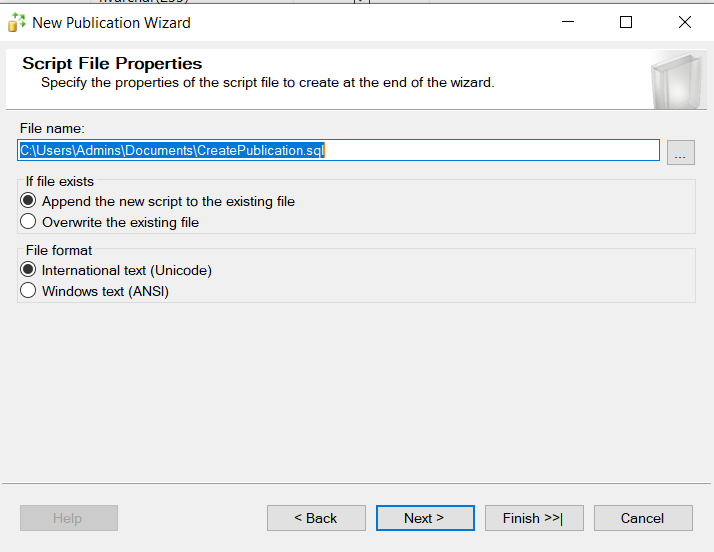 New Publication Wizard
Script File Properties
Specify the properties of the script file to create at the end of the wizard.
File name:
C:\Users\Admins\Documents\CreatePublication.sql
...
If file exists
Append the new script to the existing file
Overwrite the existing file
File format
International text (Unicode)
Windows text (ANSI)
Help
< Back
Next >
Finish >>|
Cancel